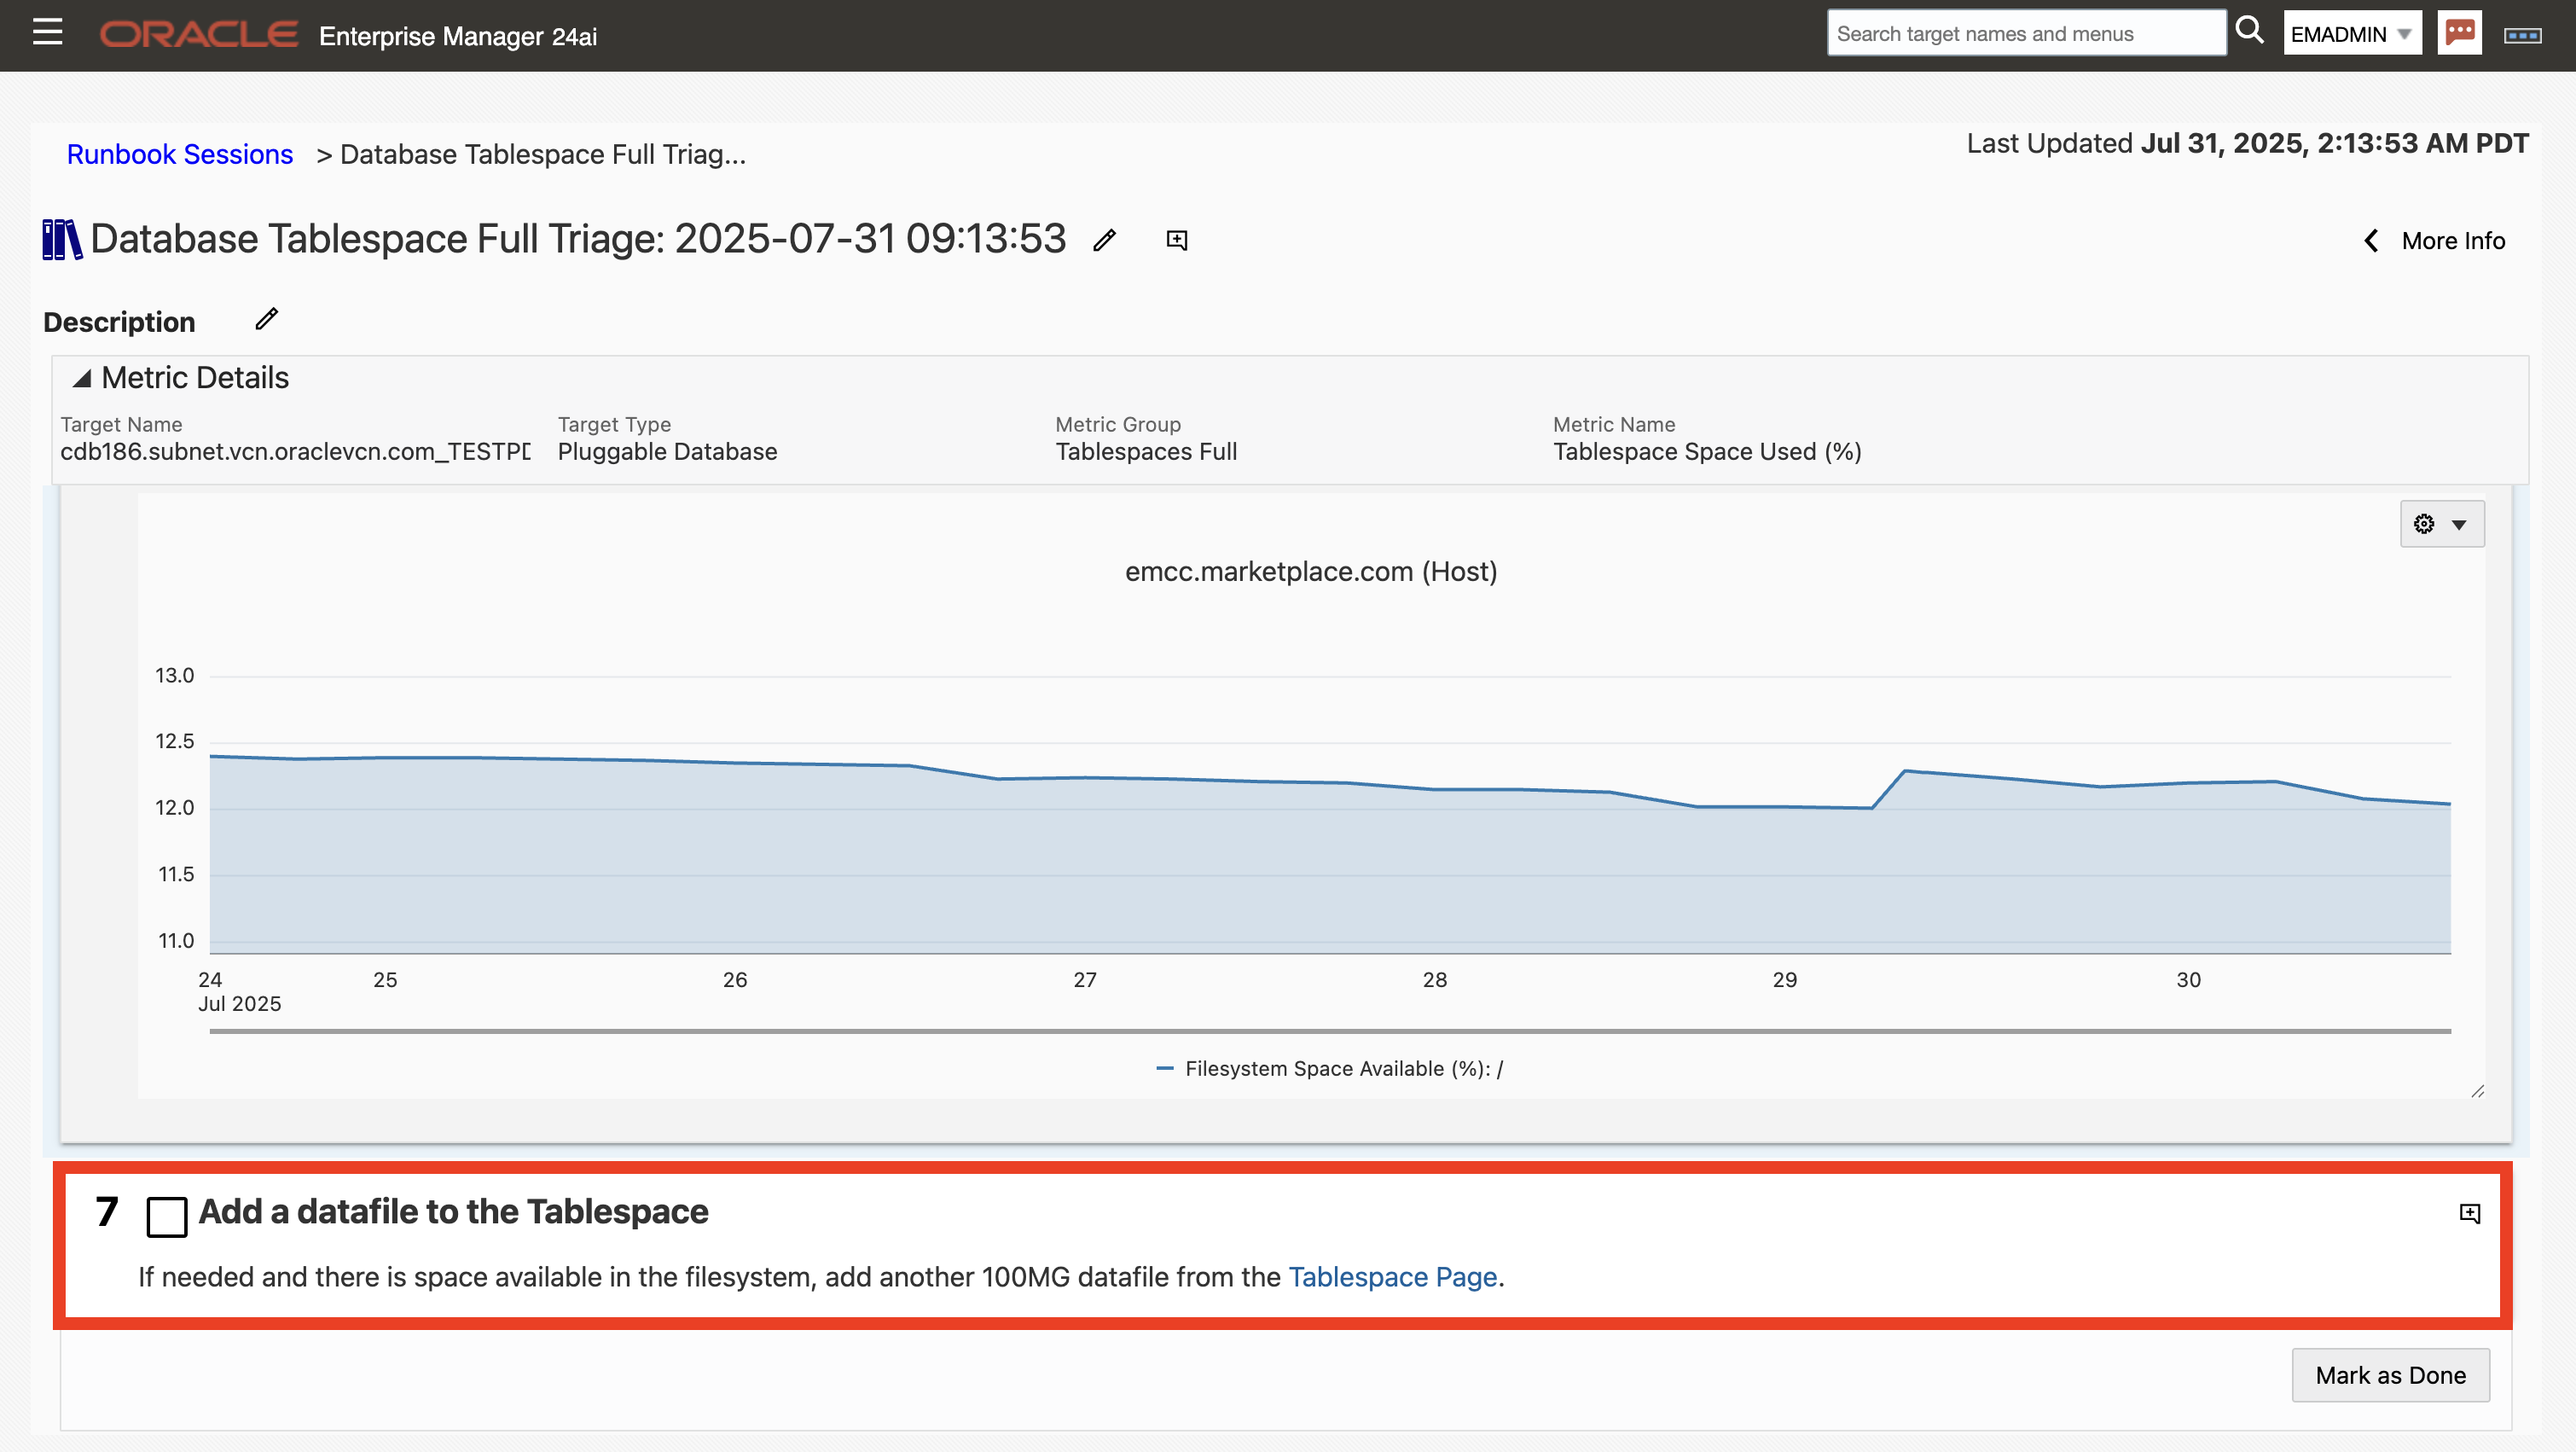 ORACLE Enterprise Manager 24ai
Search target names and menus
EMADMIN
Runbook Sessions > Database Tablespace Full Triag...
Last Updated Jul 31, 2025, 2:13:53 AM PDT
Database Tablespace Full Triage: 2025-07-31 09:13:53
More Info
Description
Metric Details
Target Name Target Type Metric Group Metric Name
cdb186.subnet.vcn.oraclevcn.com_TESTPD Pluggable Database Tablespaces Full Tablespace Space Used (%)
emcc.marketplace.com (Host)
13.0
12.5
12.0
11.5
11.0
24 25 26 27 28 29 30
Jul 2025
Filesystem Space Available (%): /
7 Add a datafile to the Tablespace
If needed and there is space available in the filesystem, add another 100MG datafile from the Tablespace Page.
Mark as Done